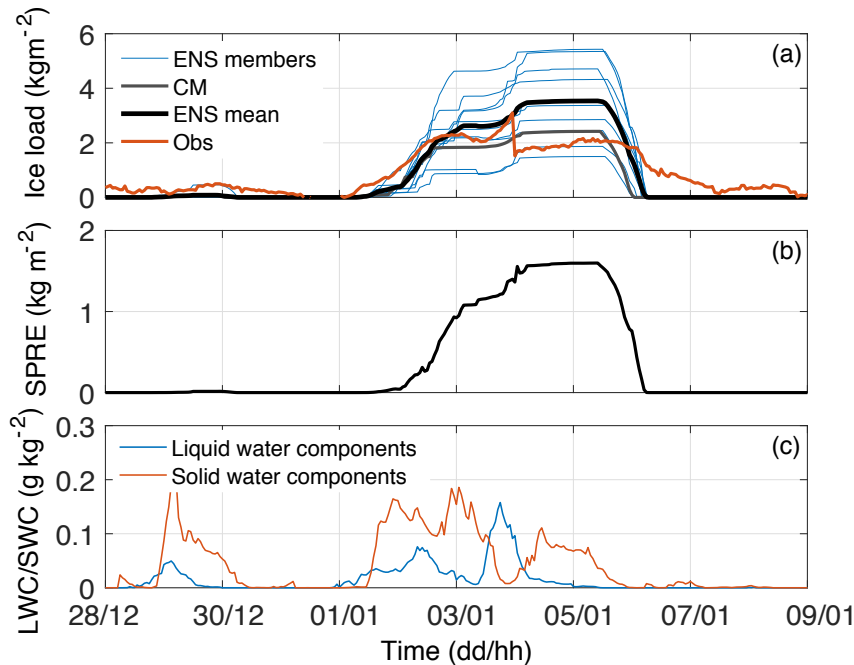 (a)
Ice load (kgm⁻²)
6
4
2
0
ENS members
CM
ENS mean
Obs
(b)
SPRE (kg m⁻²)
2
1
0
(c)
LWC/SWC (g kg⁻²)
0.3
0.2
0.1
0
Liquid water components
Solid water components
28/12 30/12 01/01 03/01 05/01 07/01 09/01
Time (dd/hh)